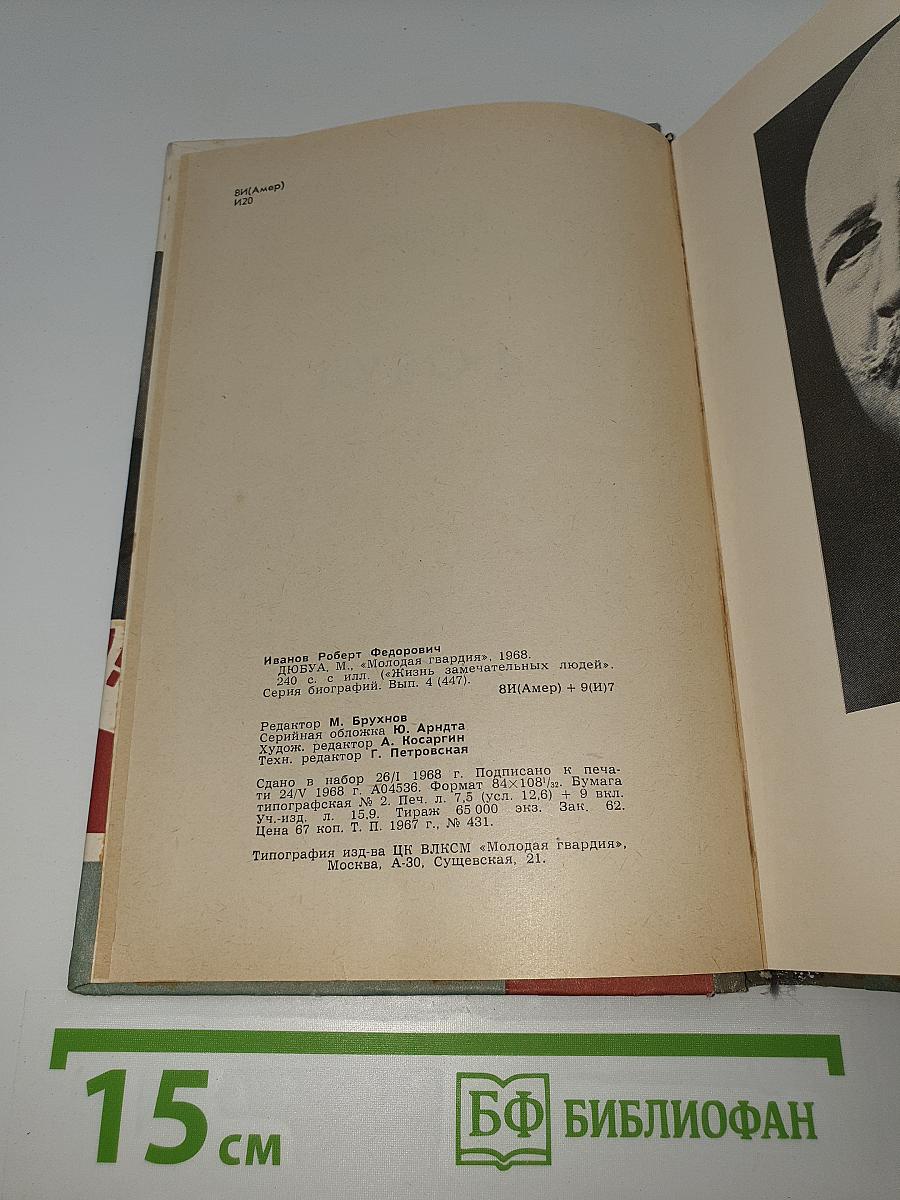 8И(Амер)
И20
Иванов Роберт Федорович
ДЮБУА. М., «Молодая гвардия», 1968.
240 с. с илл. («Жизнь замечательных людей».
Серия биографий. Вып. 4 (447).
8И(Амер) + 9(И)7
Редактор М. Брухнов
Серийная обложка Ю. Арндта
Худож. редактор А. Косаргин
Техн. редактор Г. Петровская
Сдано в набор 26/I 1968 г. Подписано к печа-
ти 24/V 1968 г. А04536. Формат 84×108¹/₃₂. Бумага
типографская № 2. Печ. л. 7,5 (усл. 12,6) + 9 вкл.
Уч.-изд. л. 15,9. Тираж 65 000 экз. Зак. 62.
Цена 67 коп. Т. П. 1967 г., № 431.
Типография изд-ва ЦК ВЛКСМ «Молодая гвардия»,
Москва, А-30, Сущевская, 21.
15 см
БФ БИБЛИОФАН